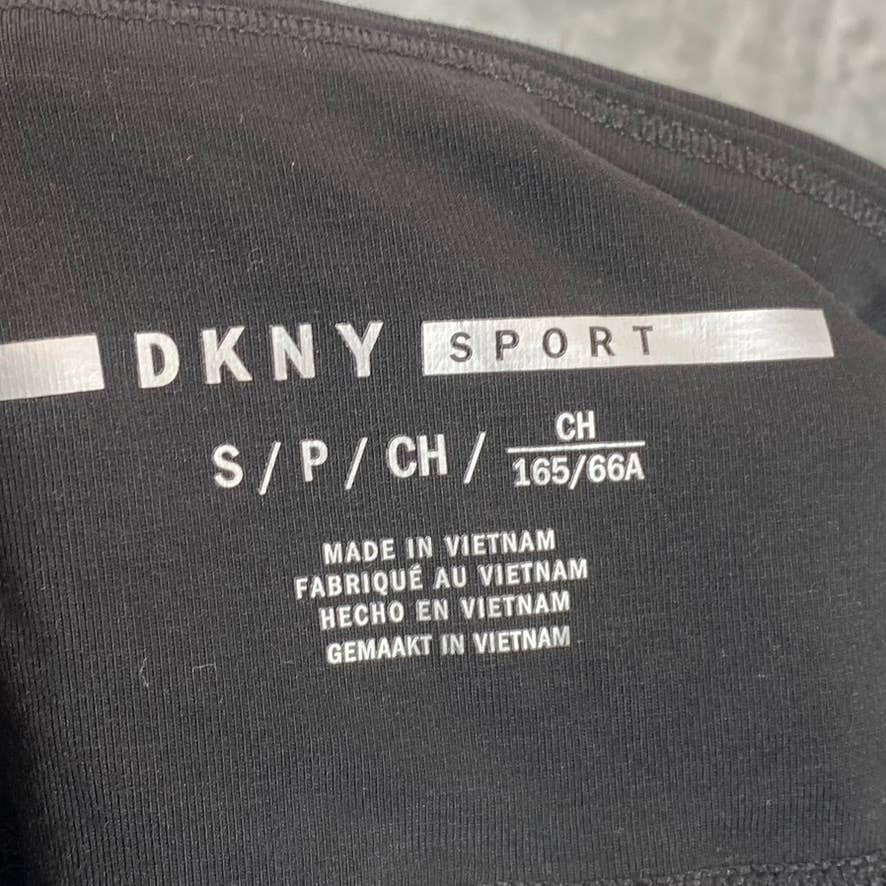 DKNY SPORT
S / P / CH / CH
165/66A
MADE IN VIETNAM
FABRIQUÉ AU VIETNAM
HECHO EN VIETNAM
GEMAAKT IN VIETNAM